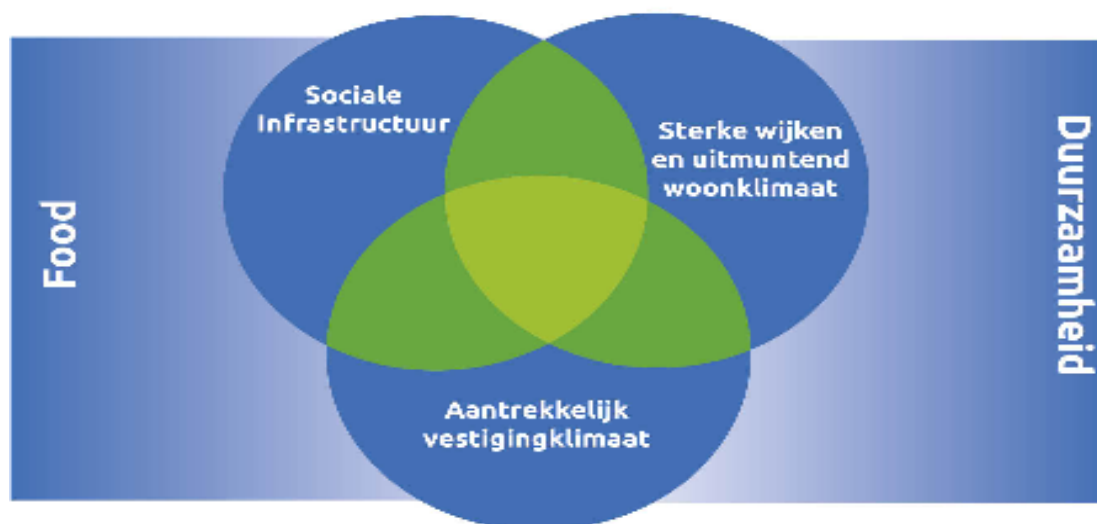 Sociale
Infrastructuur
Sterke wijken
en uitmuntend
woonklimaat
Food
Duurzaamheid
Aantrekkelijk
vestigingklimaat